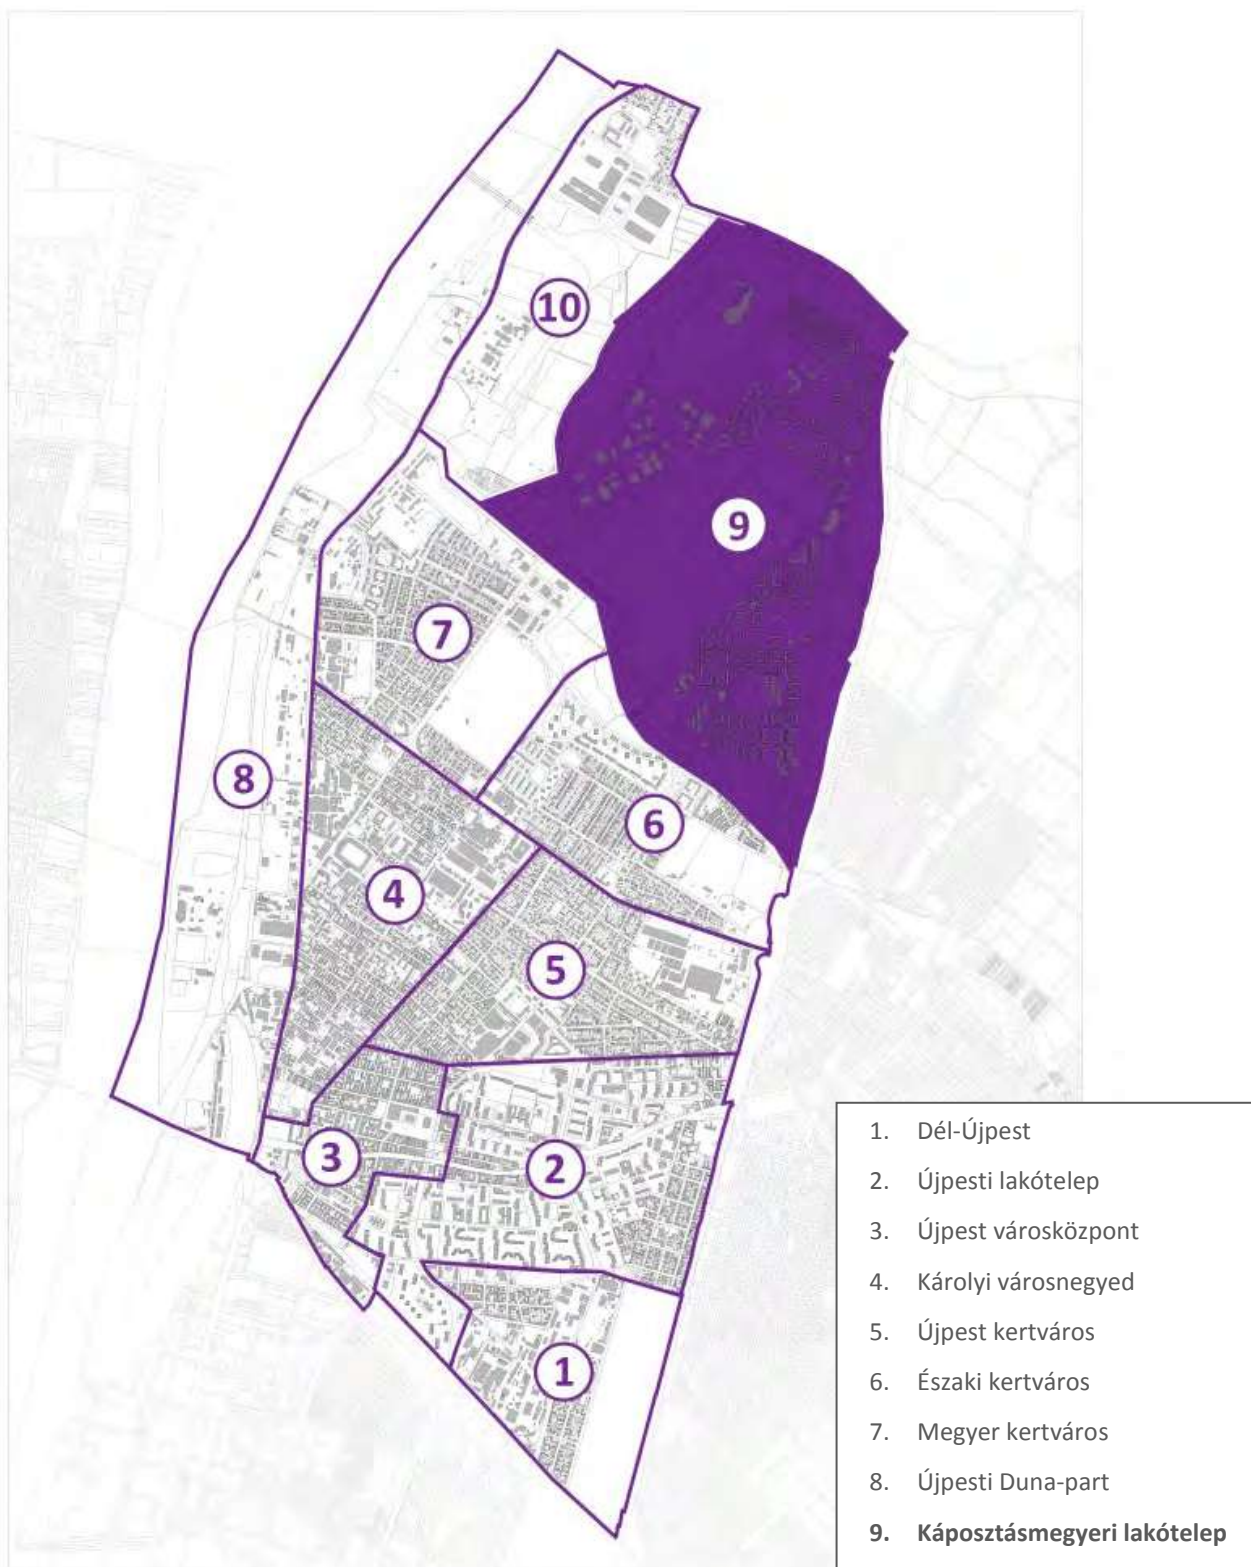 10
9
7
8
6
4
5
3
2
1
1. Dél-Újpest
2. Újpesti lakótelep
3. Újpest városközpont
4. Károlyi városnegyed
5. Újpest kertváros
6. Északi kertváros
7. Megyer kertváros
8. Újpesti Duna-part
9. Káposztásmegyeri lakótelep